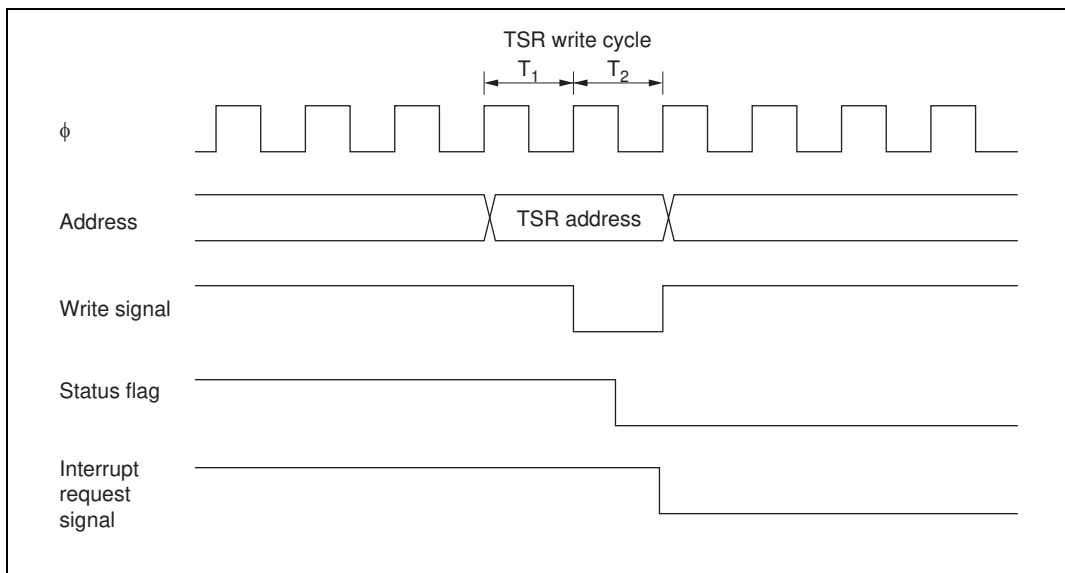 TSR write cycle
T1 T2
ϕ
TSR address
Address
Write signal
Status flag
Interrupt
request
signal